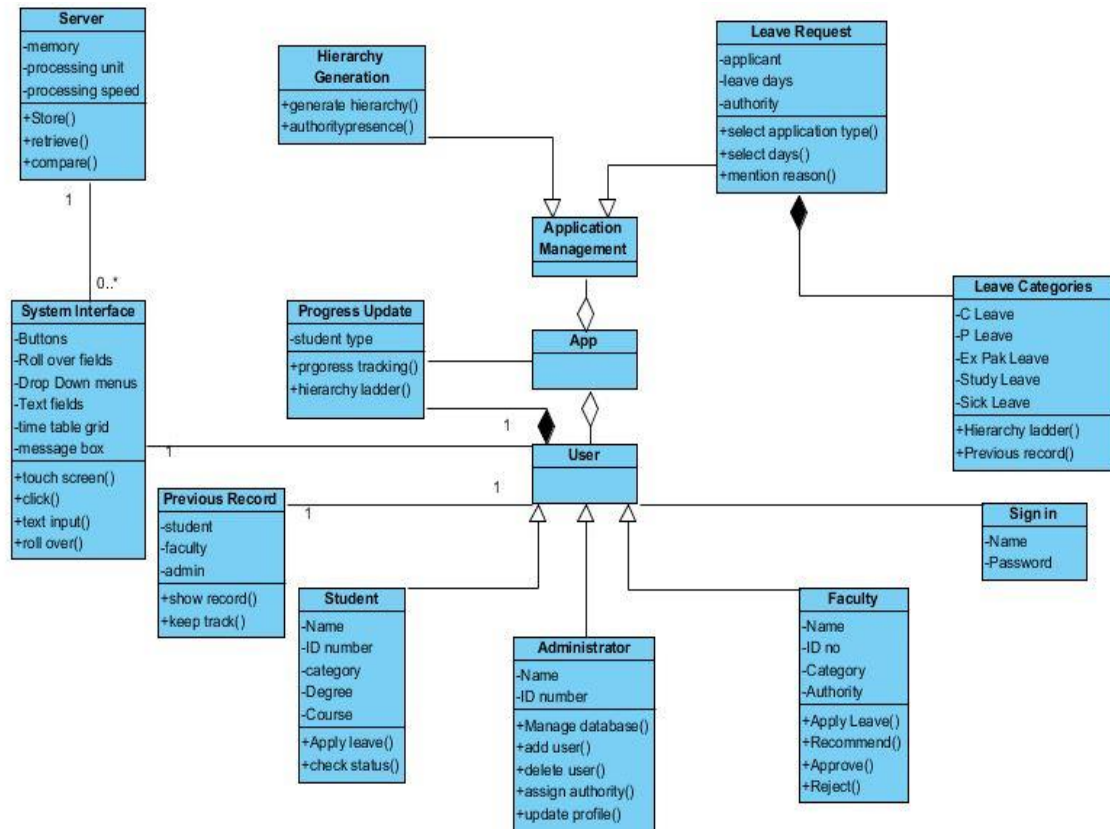 Server
-memory
-processing unit
-processing speed
+Store()
+retrieve()
+compare()
1
0..*
Hierarchy
Generation
+generate hierarchy()
+authoritypresence()
Leave Request
-applicant
-leave days
-authority
+select application type()
+select days()
+mention reason()
Application
Management
System Interface
-Buttons
-Roll over fields
-Drop Down menus
-Text fields
-time table grid
-message box
+touch screen()
+click()
+text input()
+roll over()
Progress Update
-student type
+prgoress tracking()
+hierarchy ladder()
App
Leave Categories
-C Leave
-P Leave
-Ex Pak Leave
-Study Leave
-Sick Leave
+Hierarchy ladder()
+Previous record()
1
1
User
1
1
Previous Record
-student
-faculty
-admin
+show record()
+keep track()
Sign in
-Name
-Password
Student
-Name
-ID number
-category
-Degree
-Course
+Apply leave()
+check status()
Administrator
-Name
-ID number
+Manage database()
+add user()
+delete user()
+assign authority()
+update profile()
Faculty
-Name
-ID no
-Category
-Authority
+Apply Leave()
+Recommend()
+Approve()
+Reject()